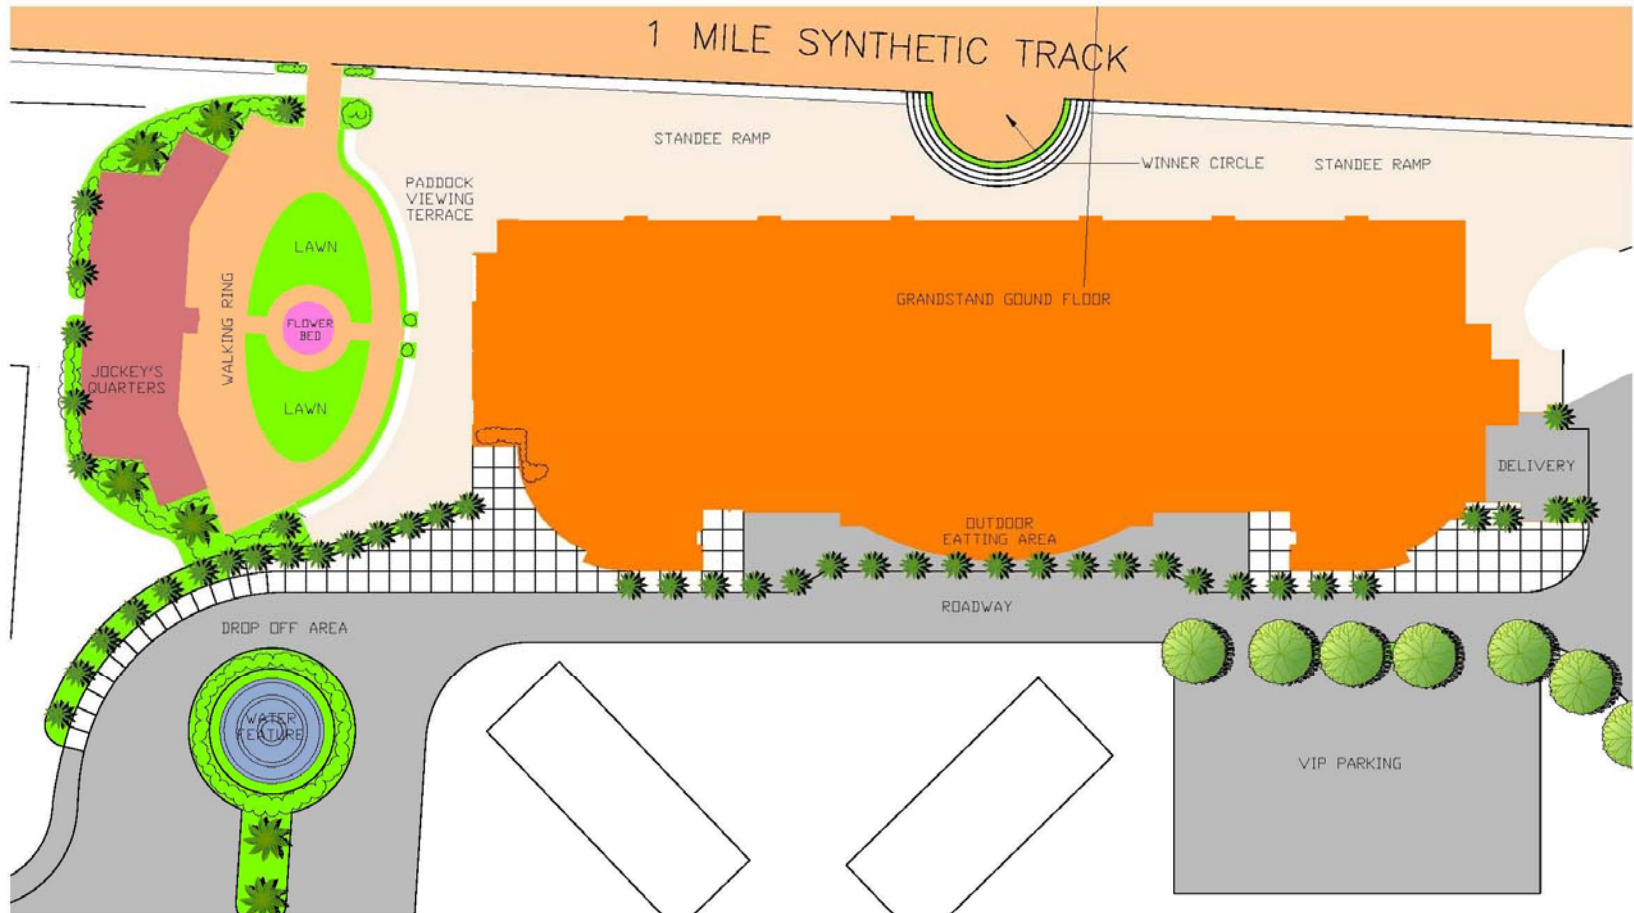 1 MILE SYNTHETIC TRACK
STANDEE RAMP
WINNER CIRCLE
STANDEE RAMP
PADDOCK
VIEWING
TERRACE
LAWN
WALKING RING
FLOWER
BED
GRANDSTAND GOUND FLOOR
JOCKEY'S
QUARTERS
LAWN
DELIVERY
OUTDOOR
EATTING AREA
ROADWAY
DROP OFF AREA
WATER
FEATURE
VIP PARKING